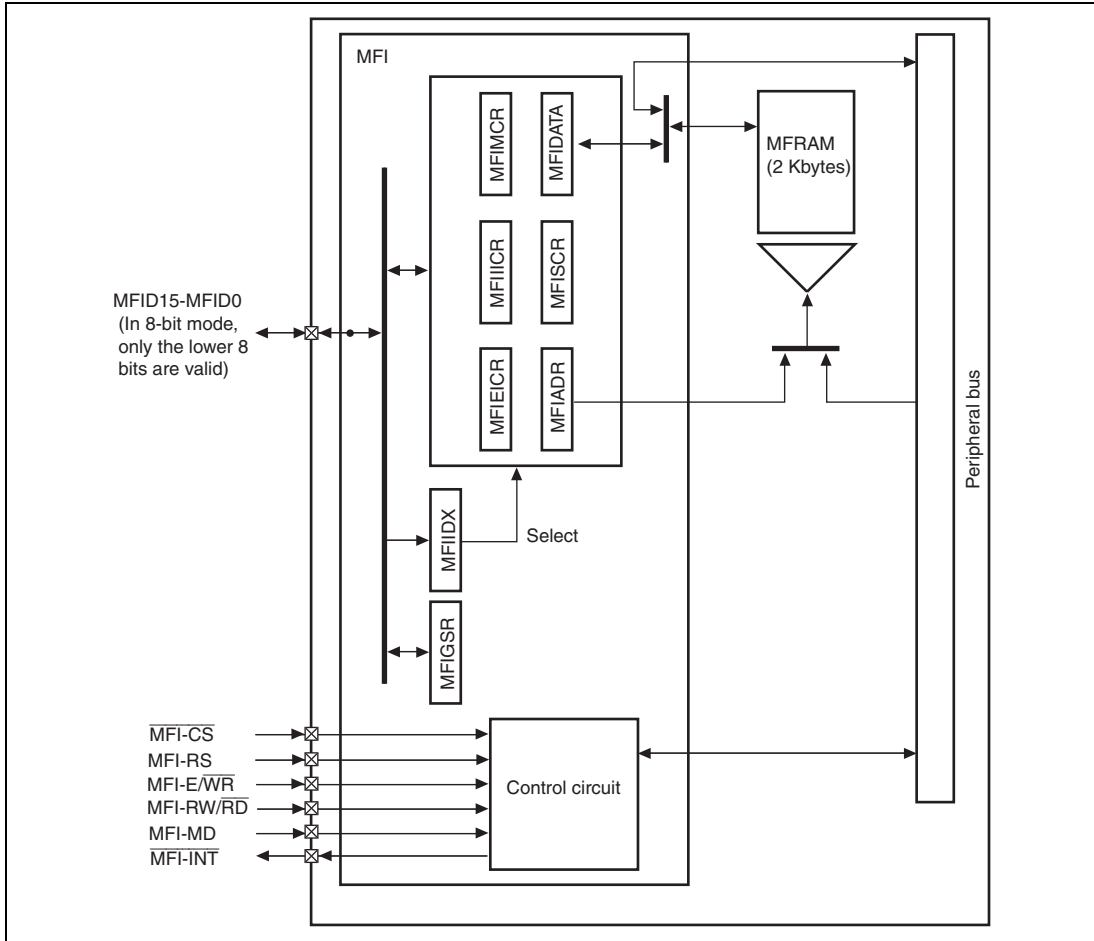 MFI
MFIMCR
MFIDATA
MFRAM
(2 Kbytes)
MFIIICR
MFISCR
MFID15-MFID0
(In 8-bit mode,
only the lower 8
bits are valid)
MFIEICR
MFIADR
Peripheral bus
MFIIDX
Select
MFIGSR
MFI-CS
MFI-RS
MFI-E/WR
MFI-RW/RD
MFI-MD
MFI-INT
Control circuit